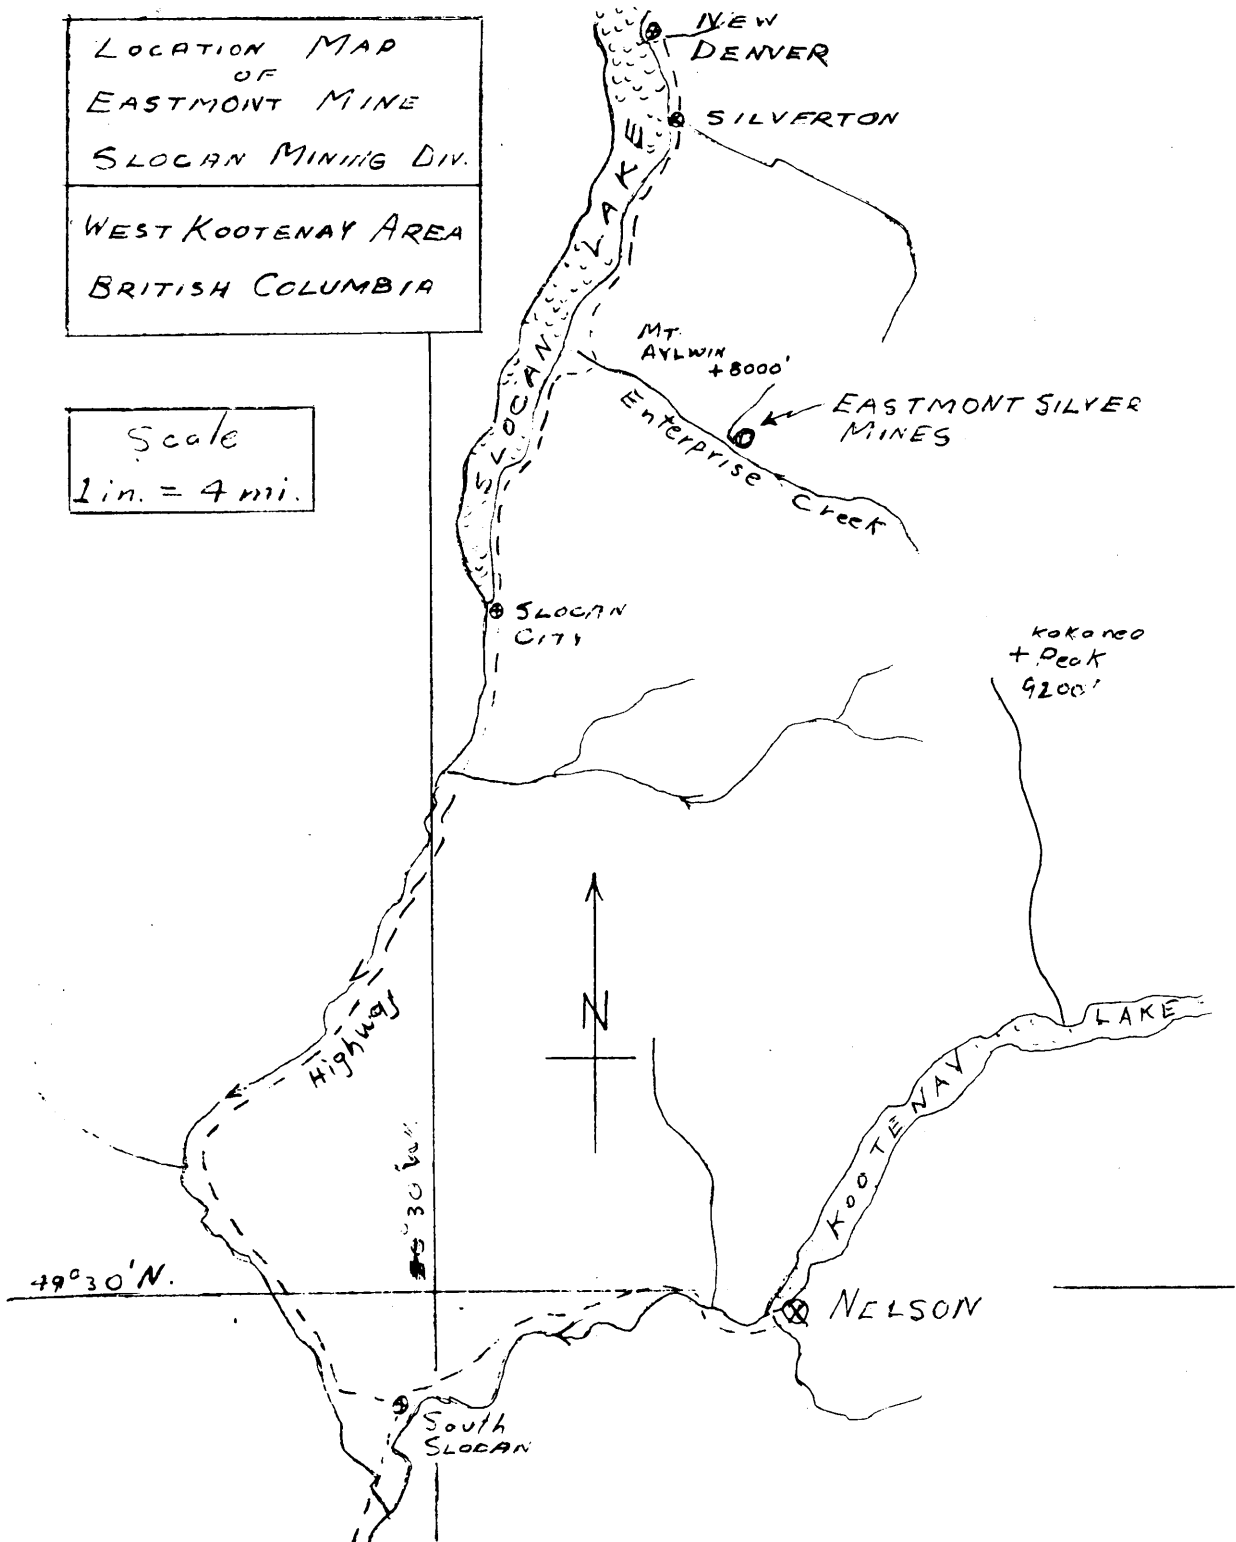 LOCATION MAP
OF
EASTMONT MINE
SLOCAN MINING DIV.
WEST KOOTENAY AREA
BRITISH COLUMBIA
Scale
1 in. = 4 mi.
NEW
DENVER
SILVERTON
SLOCAN LAKE
MT.
AYLWIN
+8000'
EASTMONT SILVER
MINES
Enterprise Creek
SLOCAN
CITY
Kokanee
+ Peak
9200'
N
Highway
KOOTENAY LAKE
30'
49°30'N.
NELSON
South
SLOCAN